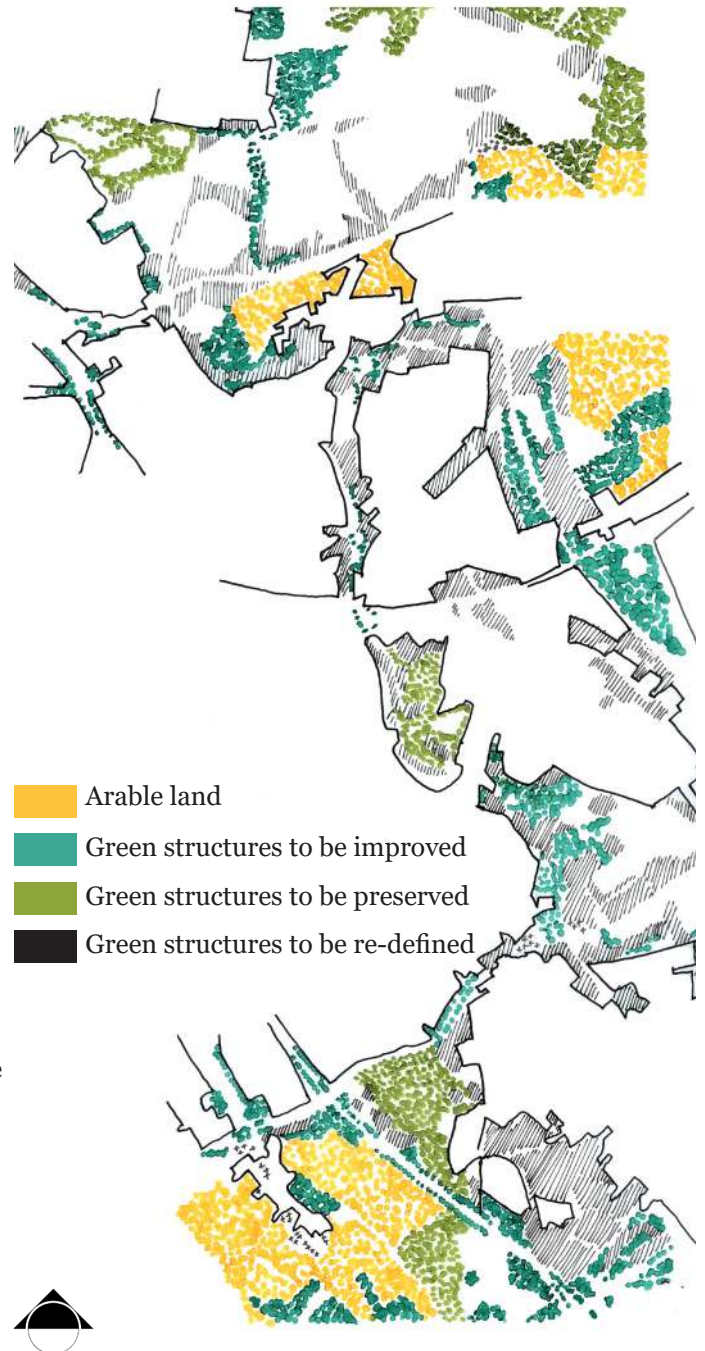 Arable land
Green structures to be improved
Green structures to be preserved
Green structures to be re-defined
e